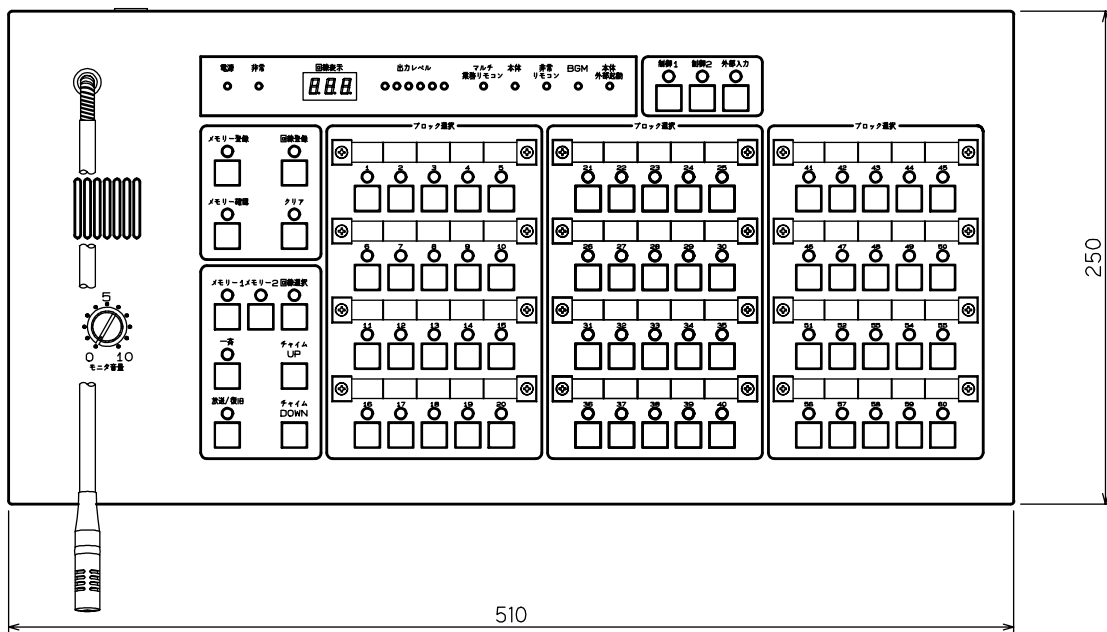 電源 非常 回線表示 出力レベル マルチ 本体 非常 BGM 本体
業務リモコン リモコン 外部起動
8.8.8.
制御1 制御2 外部入力
ブロック選択 ブロック選択 ブロック選択
メモリー登録 回線登録
メモリー確認 クリア
メモリー1 メモリー2 回線選択
一斉 チャイム
UP
放送/復旧 チャイム
DOWN
1 2 3 4 5 21 22 23 24 25 41 42 43 44 45
6 7 8 9 10 26 27 28 29 30 46 47 48 49 50
11 12 13 14 15 31 32 33 34 35 51 52 53 54 55
16 17 18 19 20 36 37 38 39 40 56 57 58 59 60
5
0 10
モニタ音量
250
510